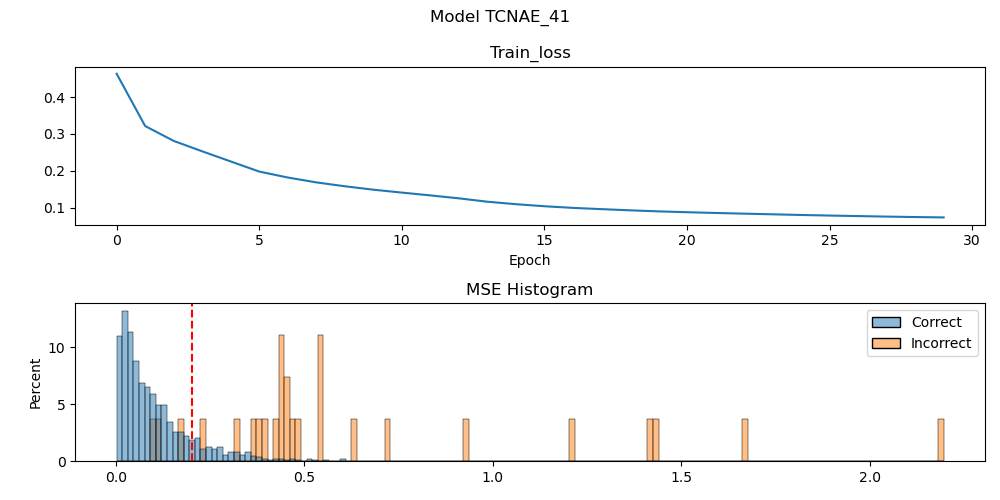 Model TCNAE_41
Train_loss
0.4
0.3
0.2
0.1
0 5 10 15 20 25 30
Epoch
MSE Histogram
Percent
10
5
0
Correct
Incorrect
0.0 0.5 1.0 1.5 2.0